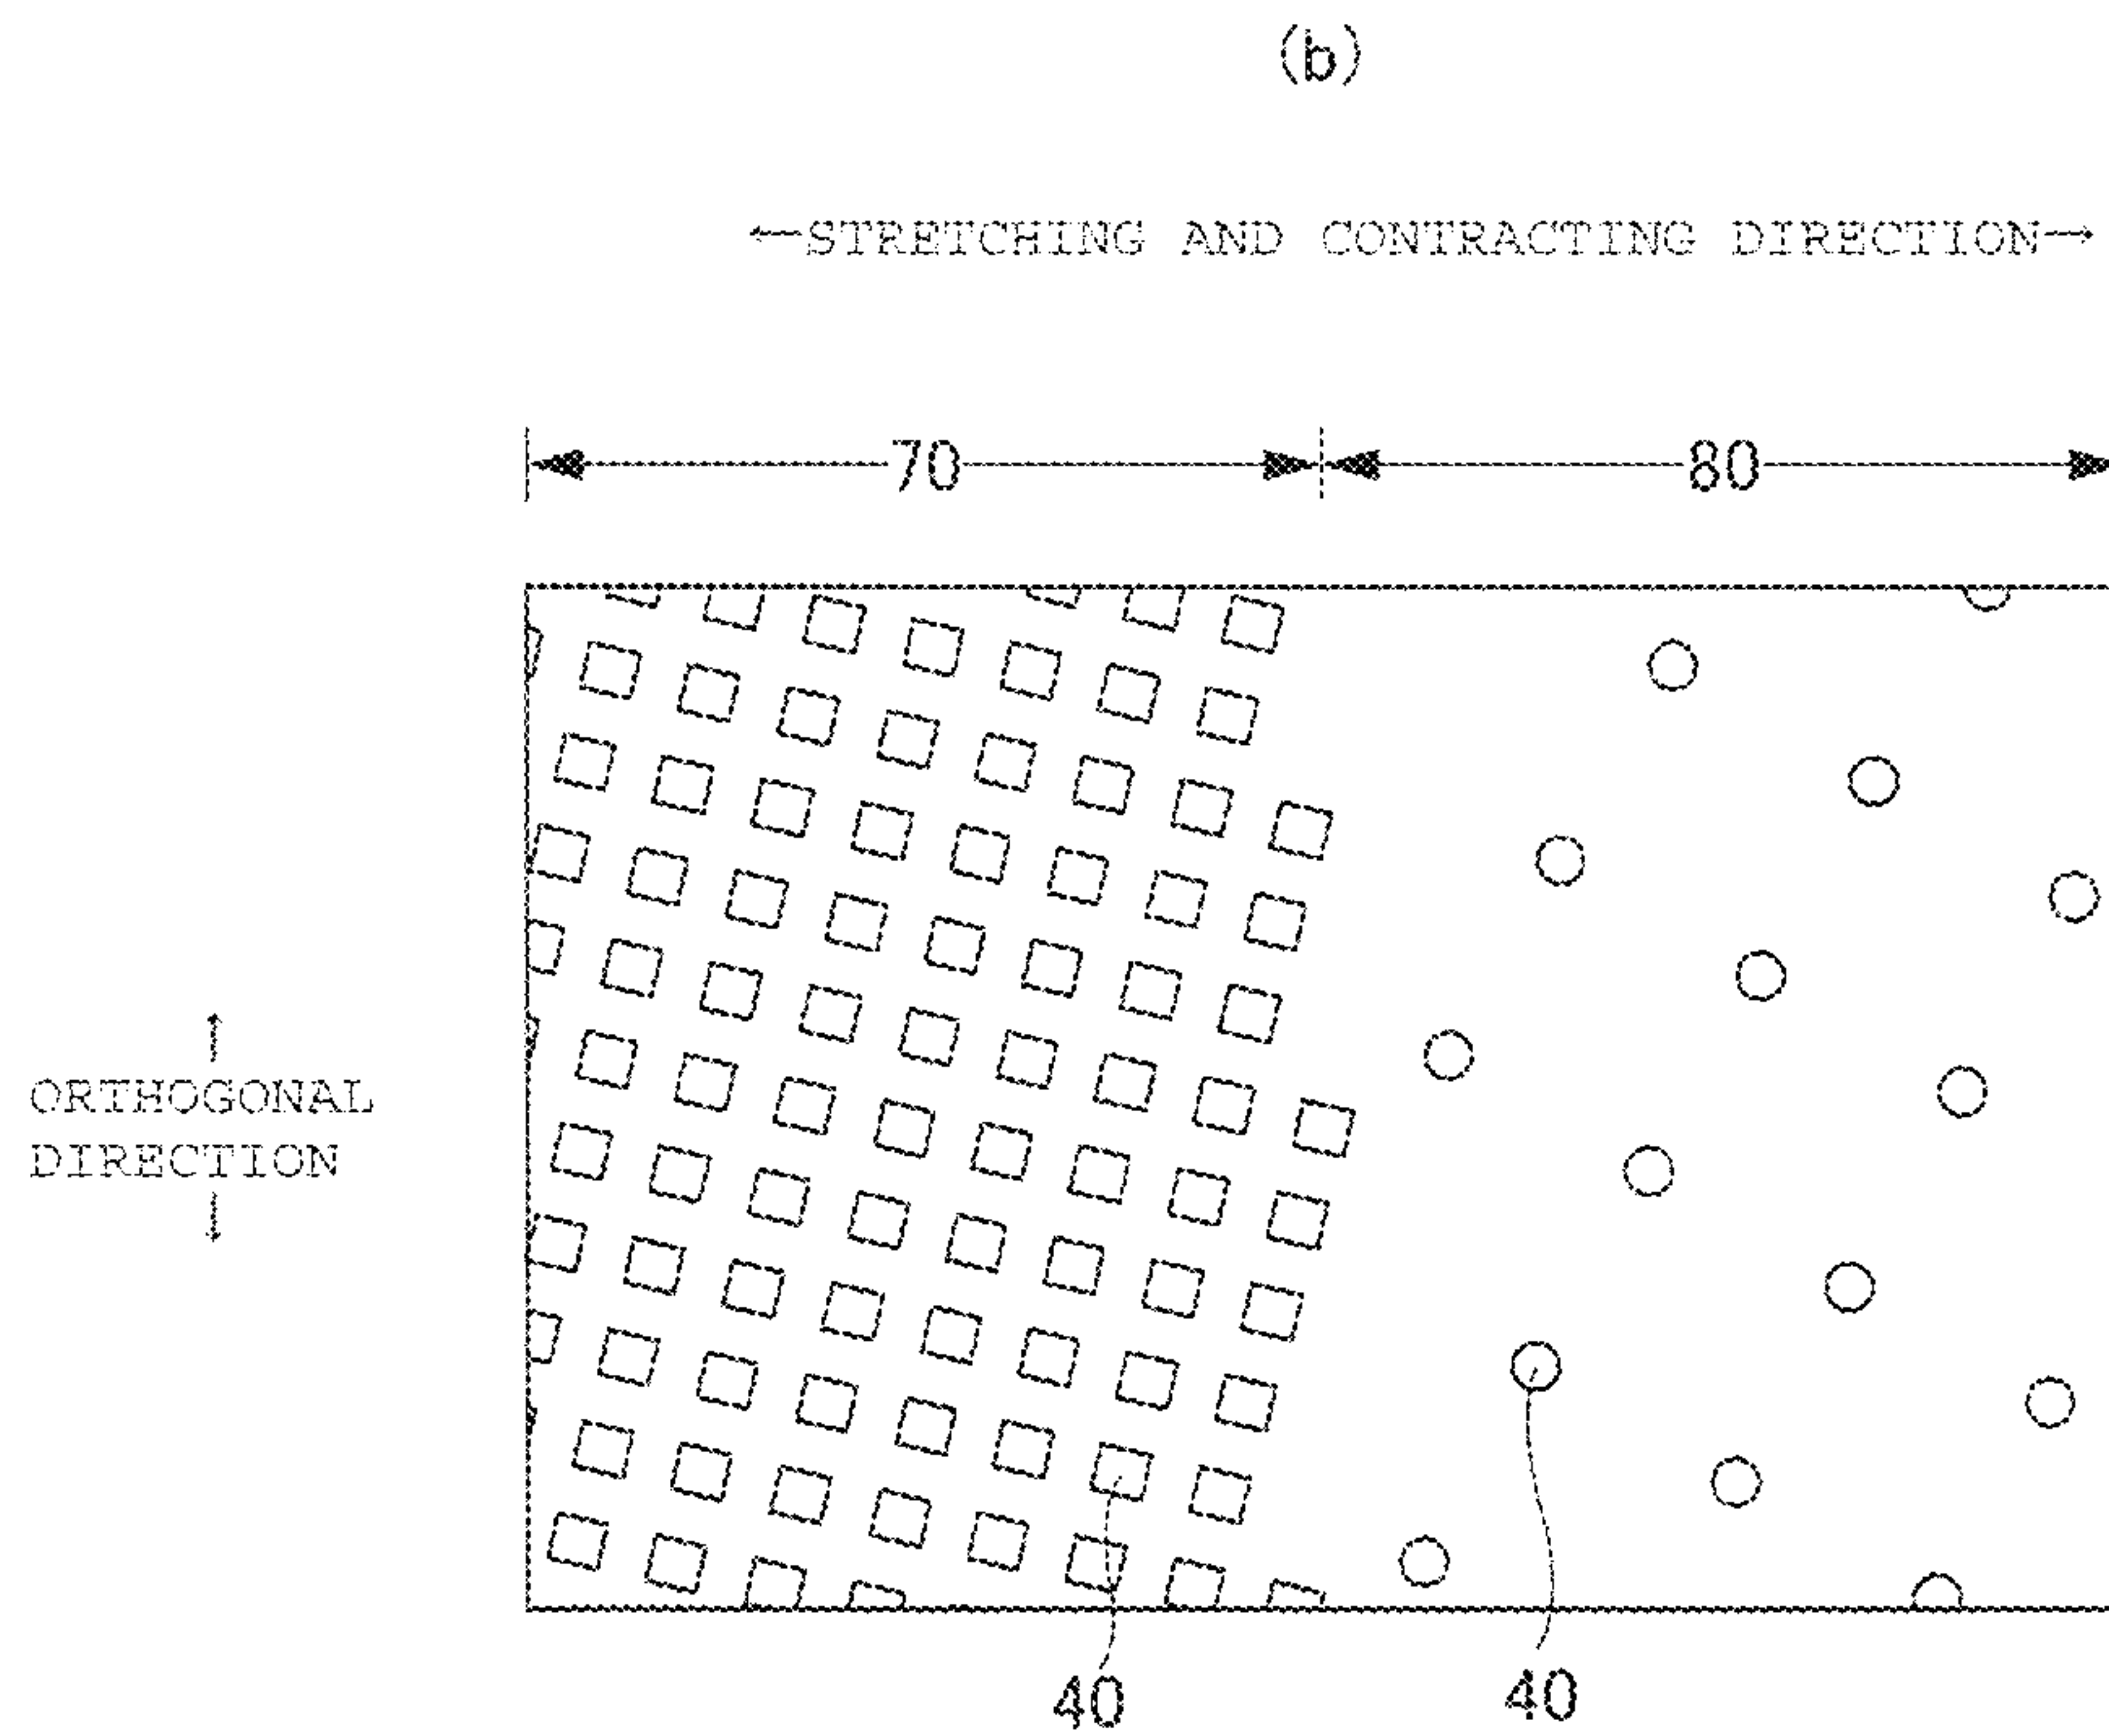 (b)
←STRETCHING AND CONTRACTING DIRECTION→
70 80
↑
ORTHOGONAL
DIRECTION
↓
40 40